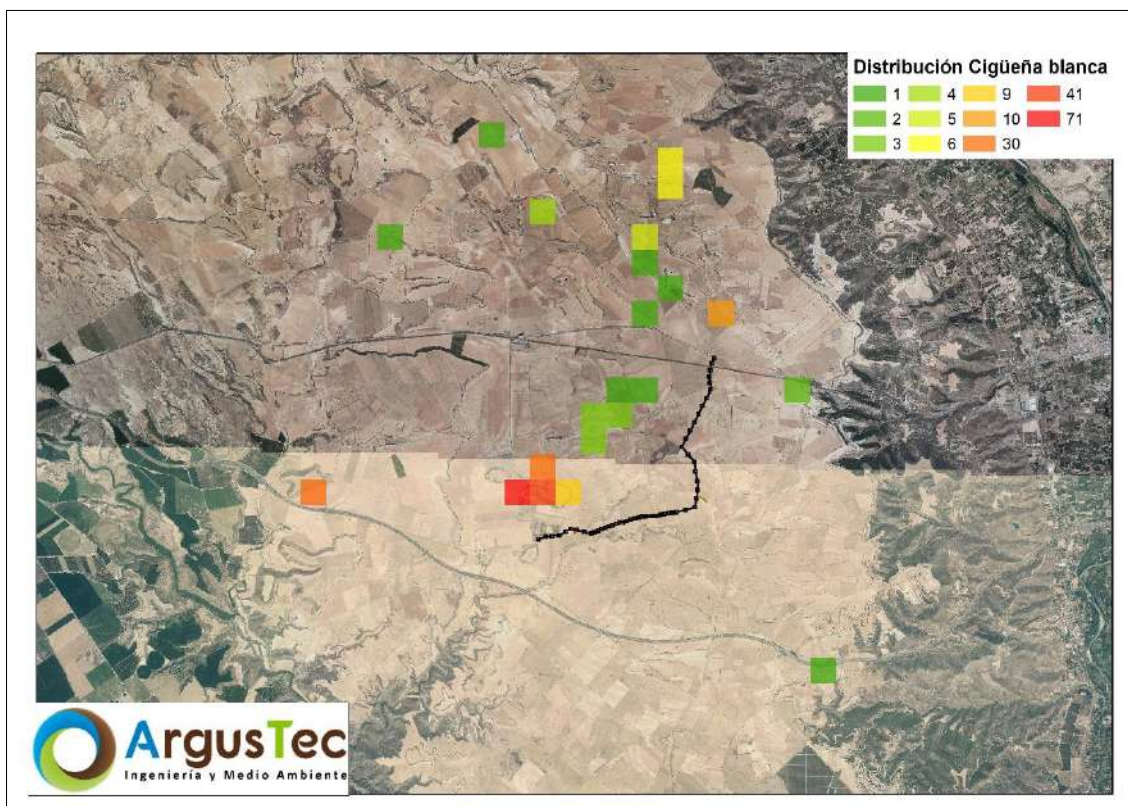 Distribución Cigüeña blanca
1 4 9 41
2 5 10 71
3 6 30
ArgusTec
Ingeniería y Medio Ambiente